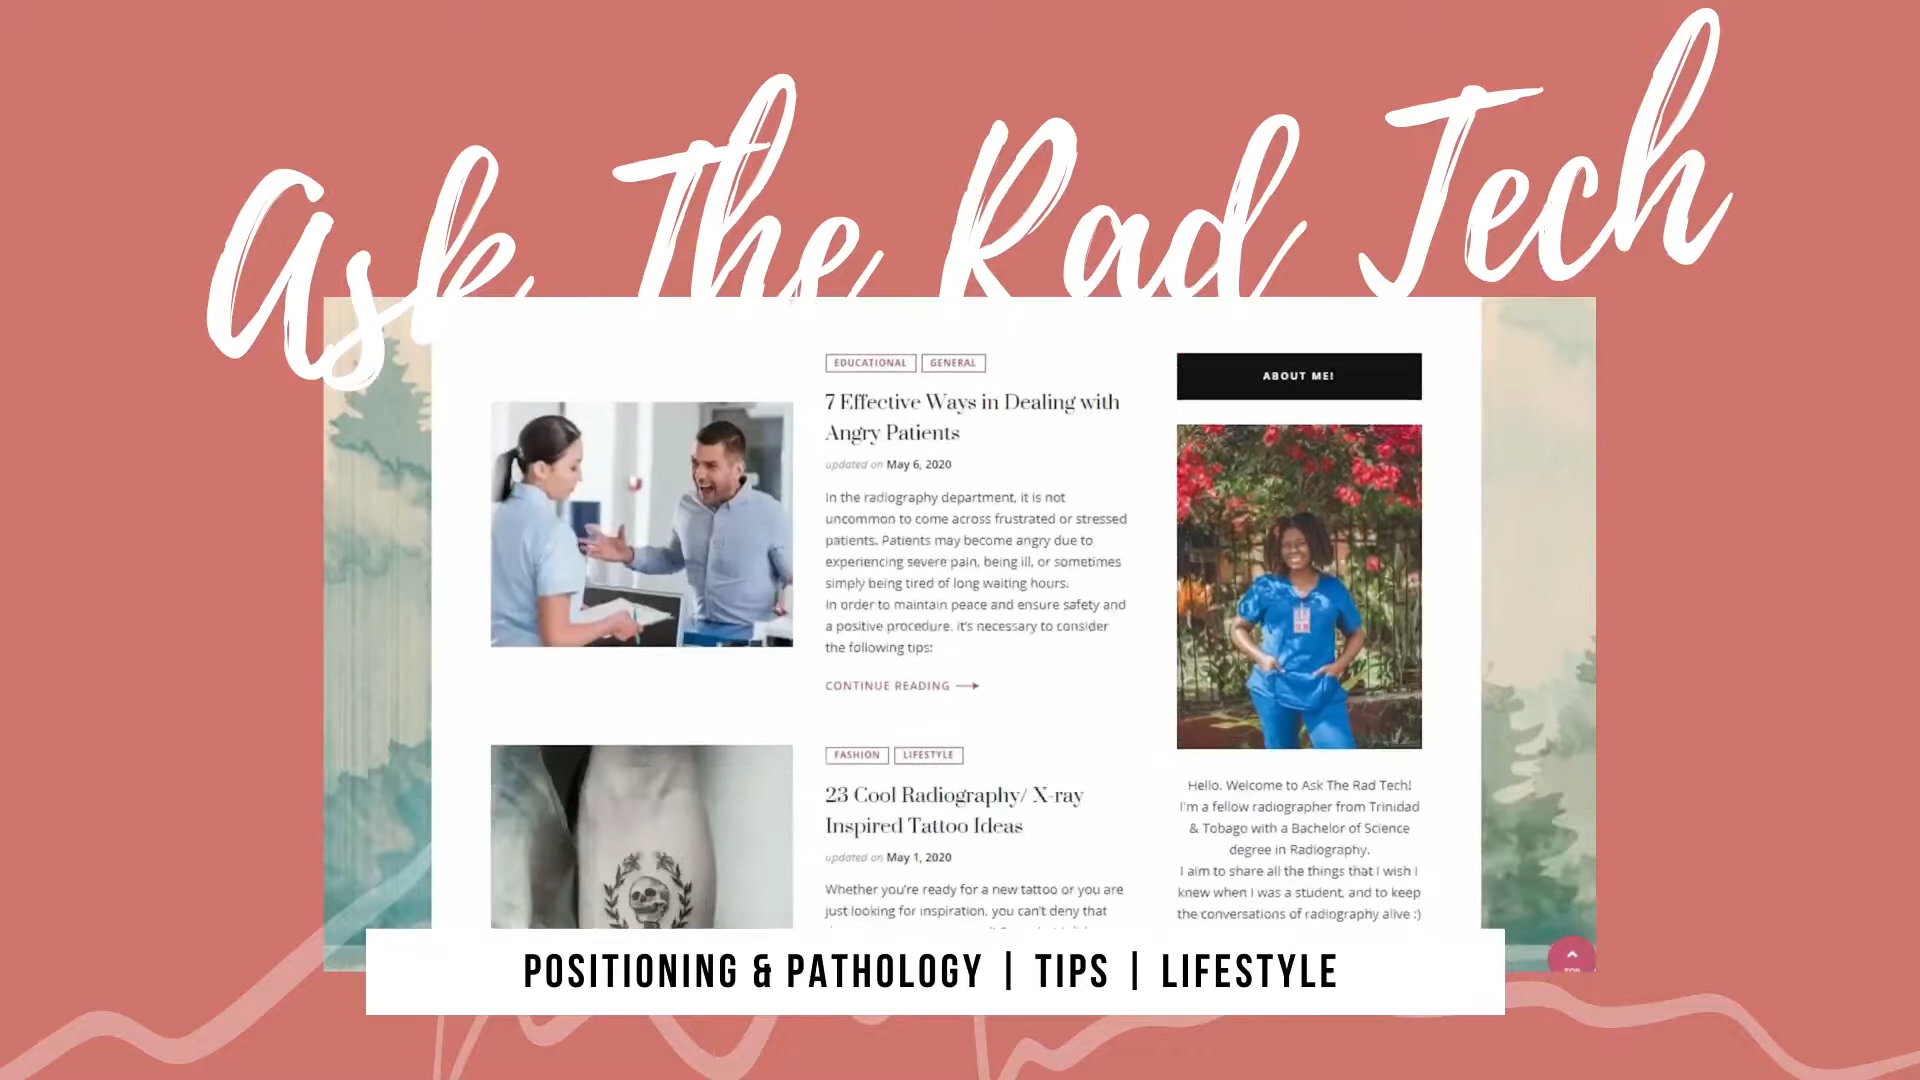 Ask The Rad Tech
EDUCATIONAL GENERAL
7 Effective Ways in Dealing with
Angry Patients
updated on May 6, 2020
In the radiography department, it is not
uncommon to come across frustrated or stressed
patients. Patients may become angry due to
experiencing severe pain, being ill, or sometimes
simply being tired of long waiting hours.
In order to maintain peace and ensure safety and
a positive procedure, it's necessary to consider
the following tips:
CONTINUE READING
FASHION LIFESTYLE
23 Cool Radiography/ X-ray
Inspired Tattoo Ideas
updated on May 1, 2020
Whether you're ready for a new tattoo or you are
just looking for inspiration, you can't deny that
ABOUT ME!
Hello. Welcome to Ask The Rad Tech!
I'm a fellow radiographer from Trinidad
& Tobago with a Bachelor of Science
degree in Radiography.
I aim to share all the things that I wish I
knew when I was a student, and to keep
the conversations of radiography alive :)
POSITIONING & PATHOLOGY | TIPS | LIFESTYLE